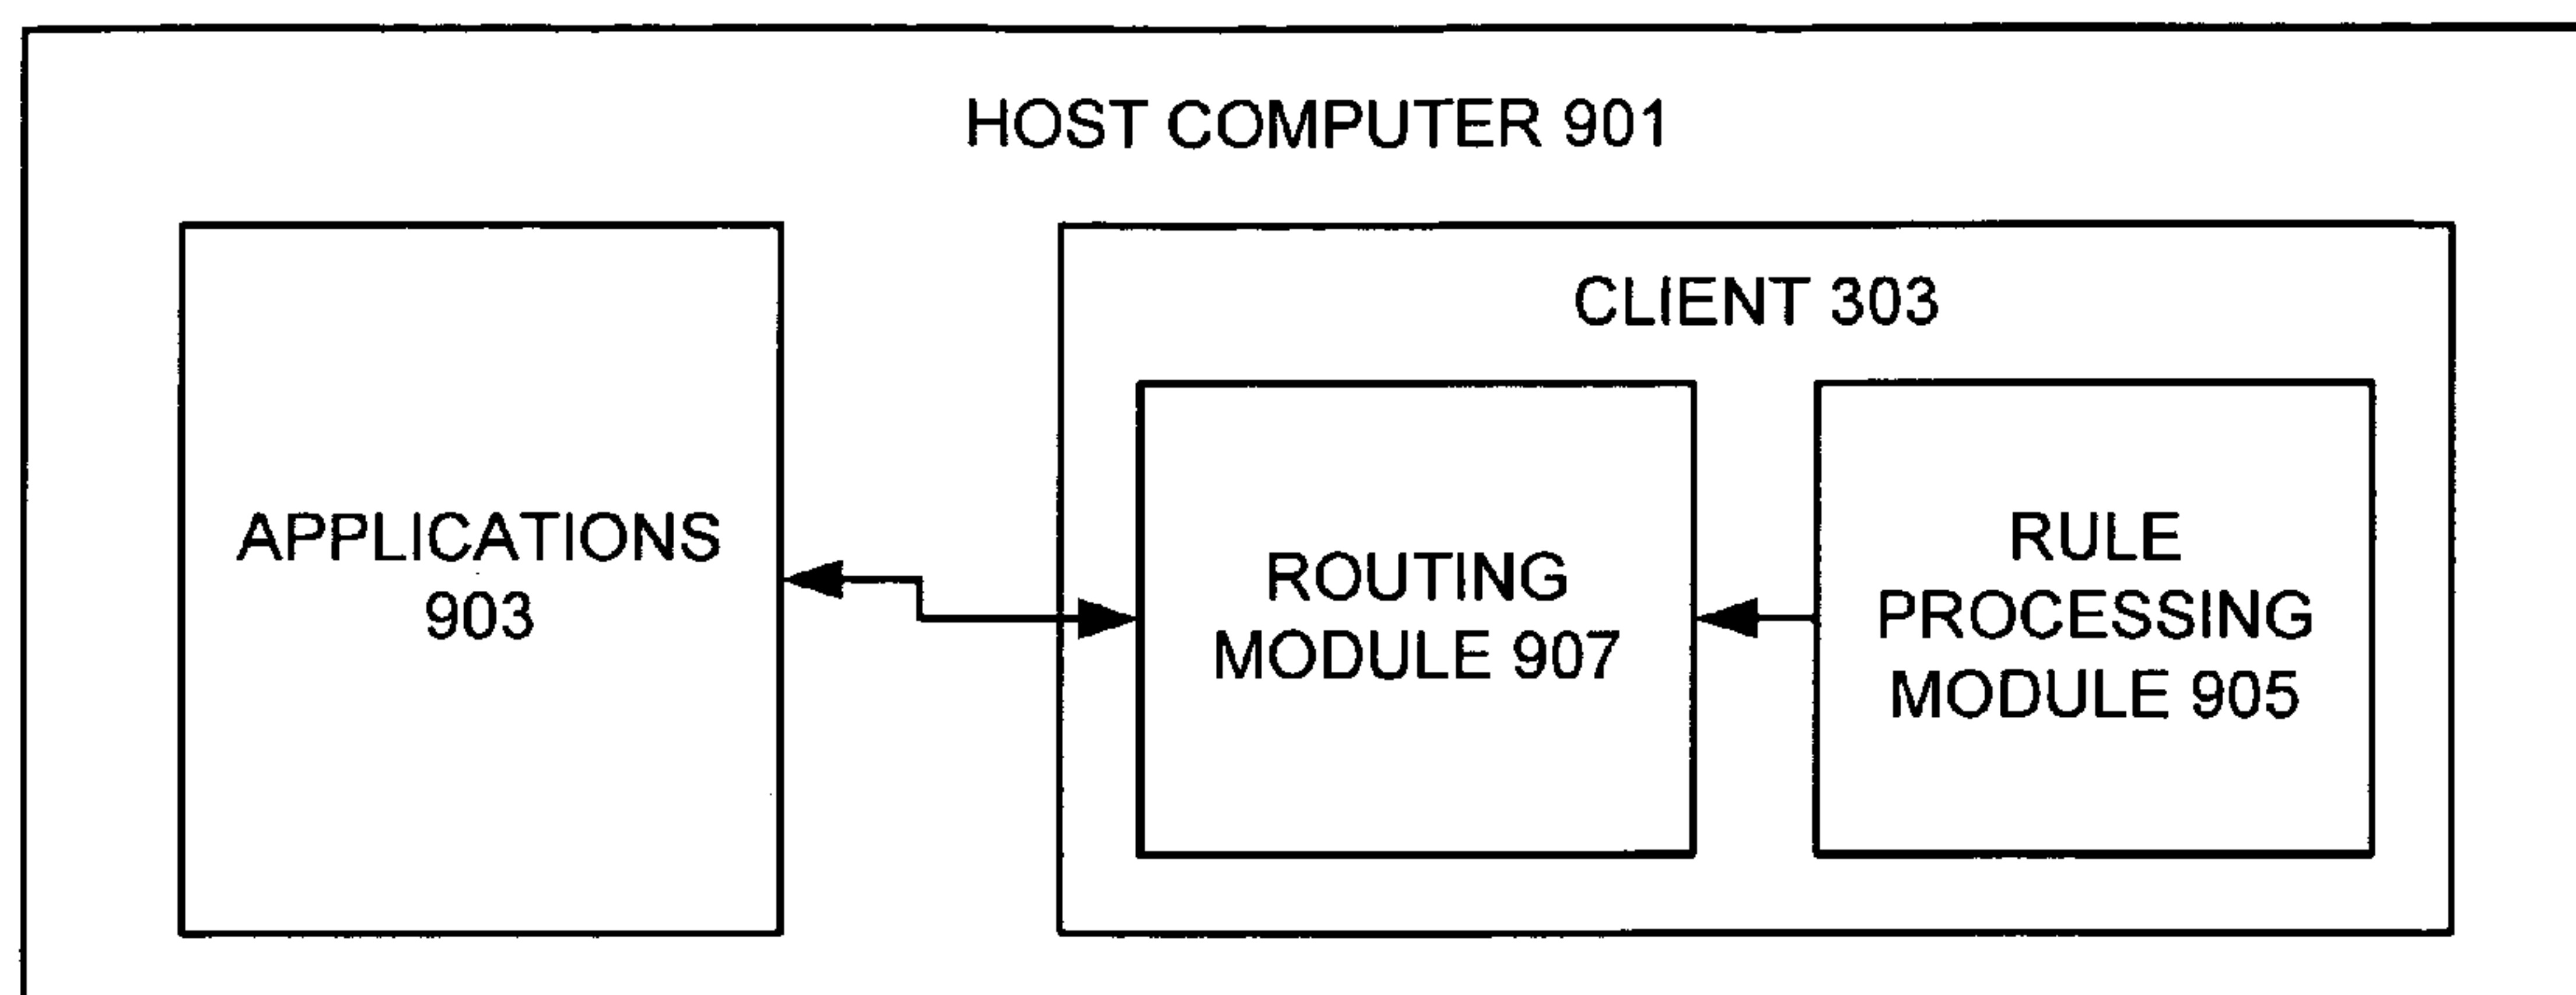 HOST COMPUTER 901
CLIENT 303
APPLICATIONS
903
ROUTING
MODULE 907
RULE
PROCESSING
MODULE 905